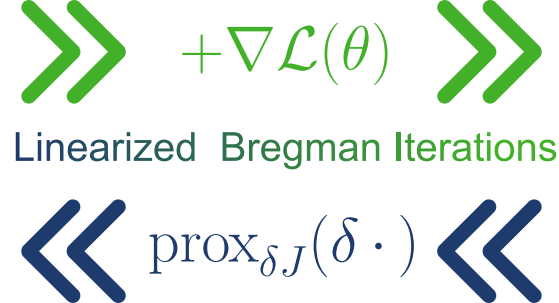 +∇ℒ(θ)
Linearized Bregman Iterations
prox_{δJ}(δ ·)